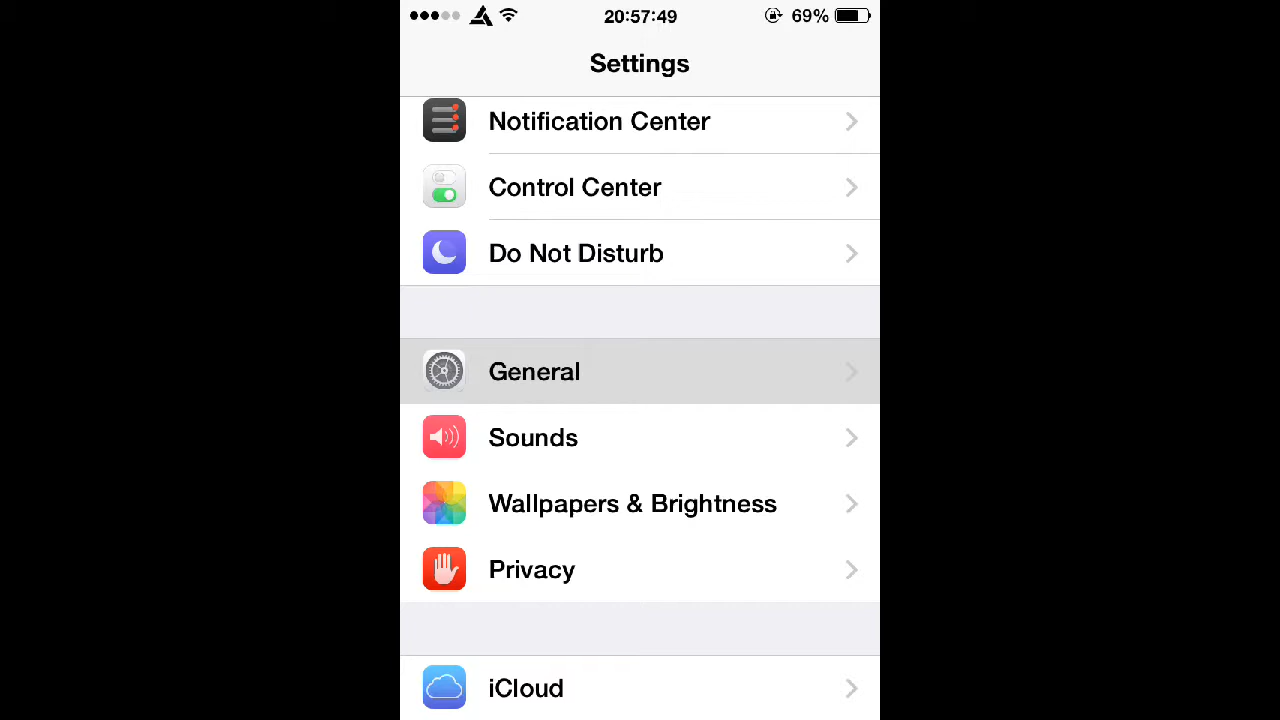 20:57:49 69%
Settings
Notification Center
Control Center
Do Not Disturb
General
Sounds
Wallpapers & Brightness
Privacy
iCloud